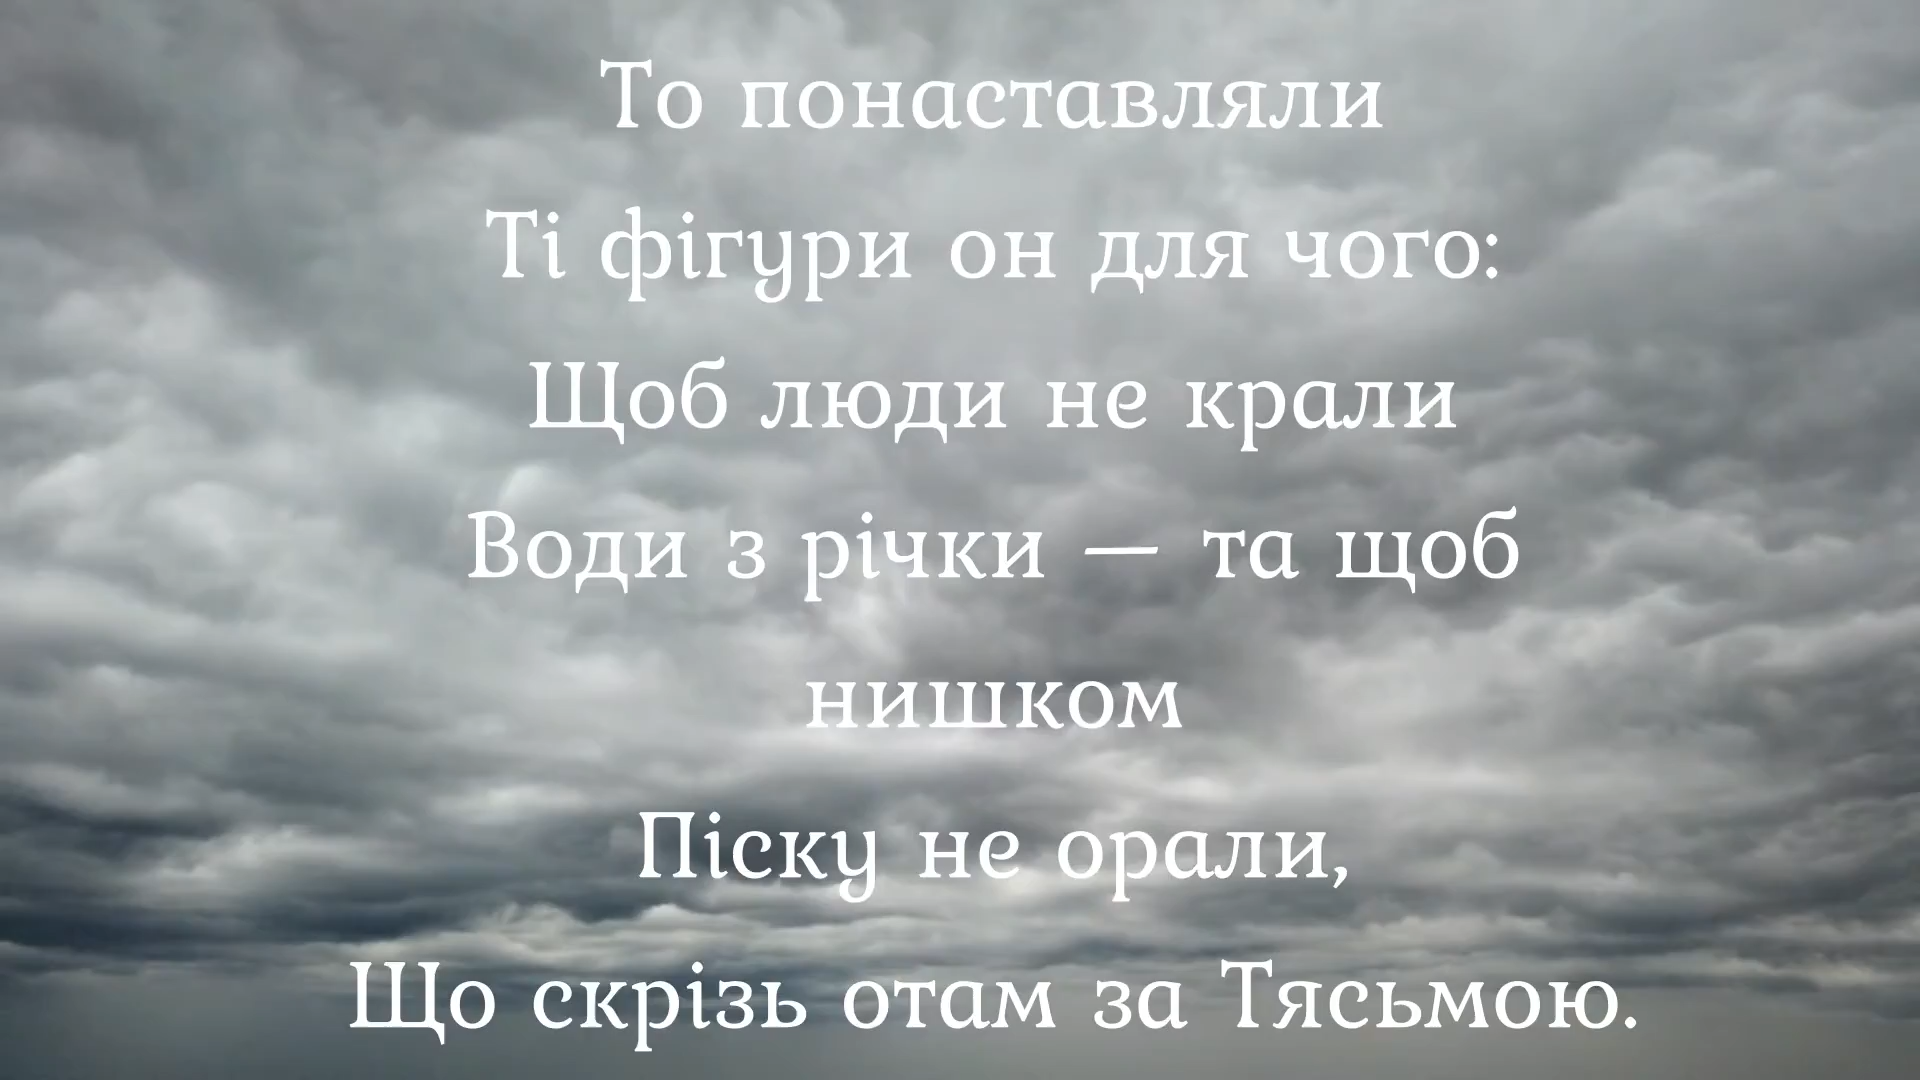 То понаставляли
Ті фігури он для чого:
Щоб люди не крали
Води з річки — та щоб
нишком
Піску не орали,
Що скрізь отам за Тясьмою.